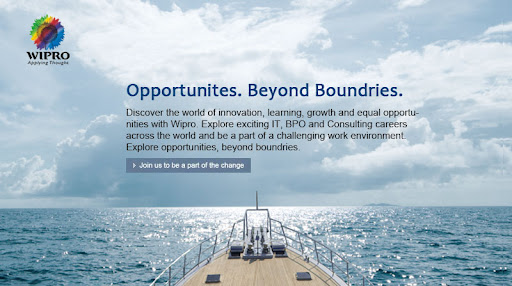 WIPRO
Applying Thought
Opportunites. Beyond Boundries.
Discover the world of innovation, learning, growth and equal opportu-
nities with Wipro. Explore exciting IT, BPO and Consulting careers
across the world and be a part of a challenging work environment.
Explore opportunities, beyond boundries.
Join us to be a part of the change